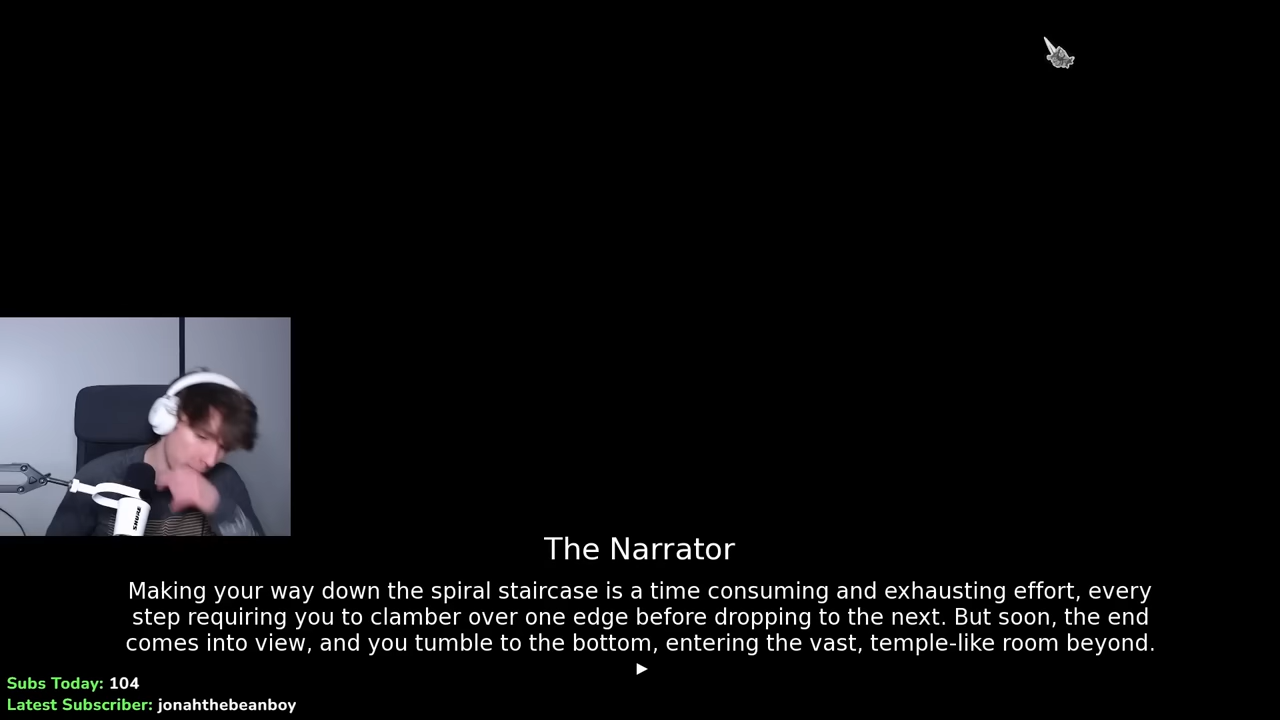 SHURE
The Narrator
Making your way down the spiral staircase is a time consuming and exhausting effort, every
step requiring you to clamber over one edge before dropping to the next. But soon, the end
comes into view, and you tumble to the bottom, entering the vast, temple-like room beyond.
Subs Today: 104
Latest Subscriber: jonahthebeanboy